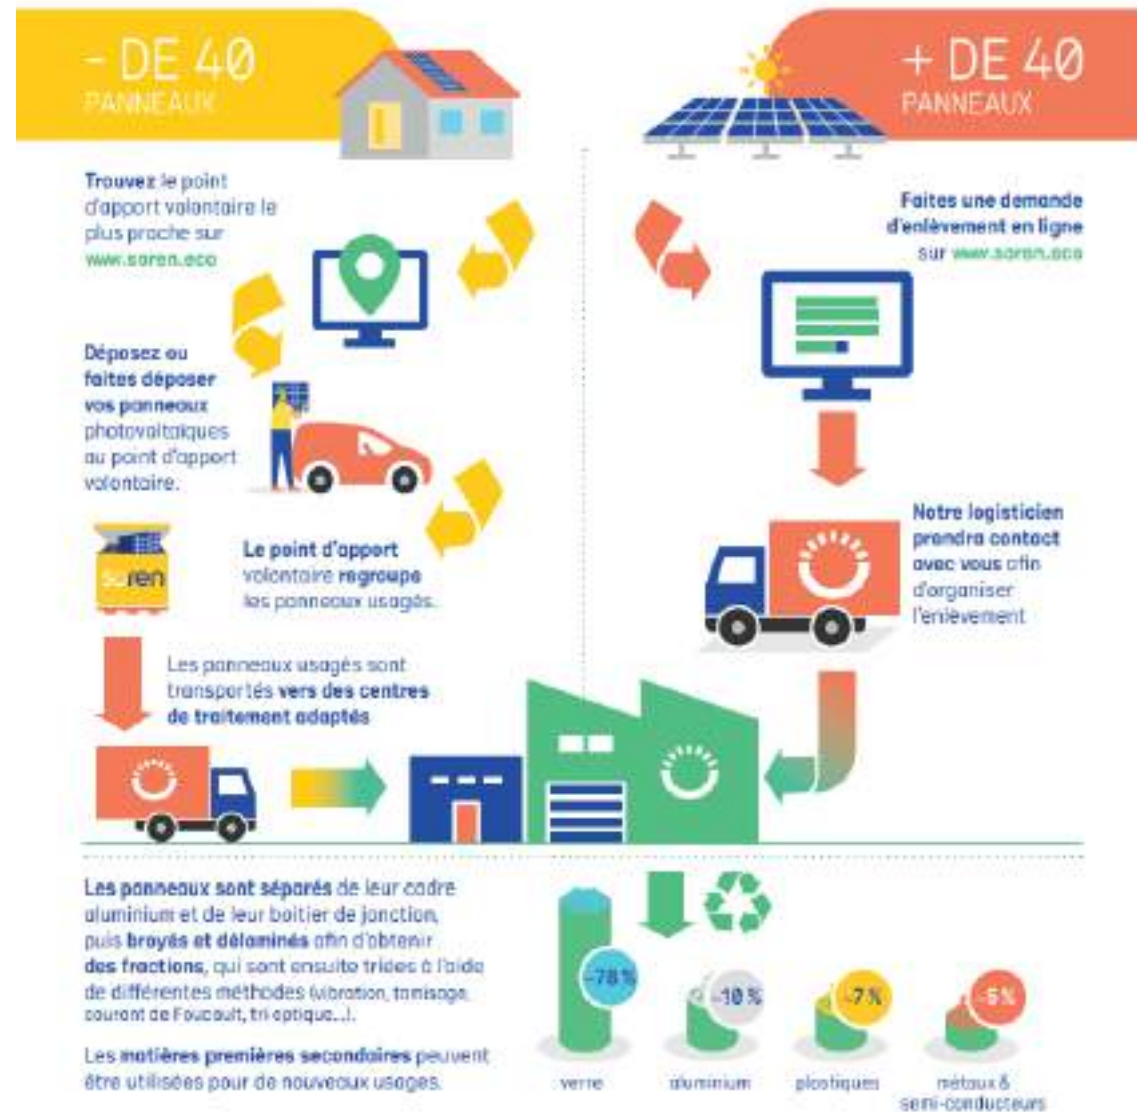 - DE 40
PANNEAUX
Trouvez le point
d'apport volontaire le
plus proche sur
www.soren.eco
Déposez ou
faites déposer
vos panneaux
photovoltaïques
au point d'apport
volontaire.
soren
Le point d'apport
volontaire regroupe
les panneaux usagés.
Les panneaux usagés sont
transportés vers des centres
de traitement adaptés
+ DE 40
PANNEAUX
Faites une demande
d'enlèvement en ligne
sur www.soren.eco
Notre logisticien
prendra contact
avec vous afin
d'organiser
l'enlèvement
Les panneaux sont séparés de leur cadre
aluminium et de leur boitier de jonction,
puis broyés et délaminés afin d'obtenir
des fractions, qui sont ensuite triées à l'aide
de différentes méthodes (vibration, tamisage,
courant de Foucault, tri optique...).
Les matières premières secondaires peuvent
être utilisées pour de nouveaux usages.
~78 %
~10 %
~7 %
~5 %
verre
aluminium
plastiques
métaux &
semi-conducteurs